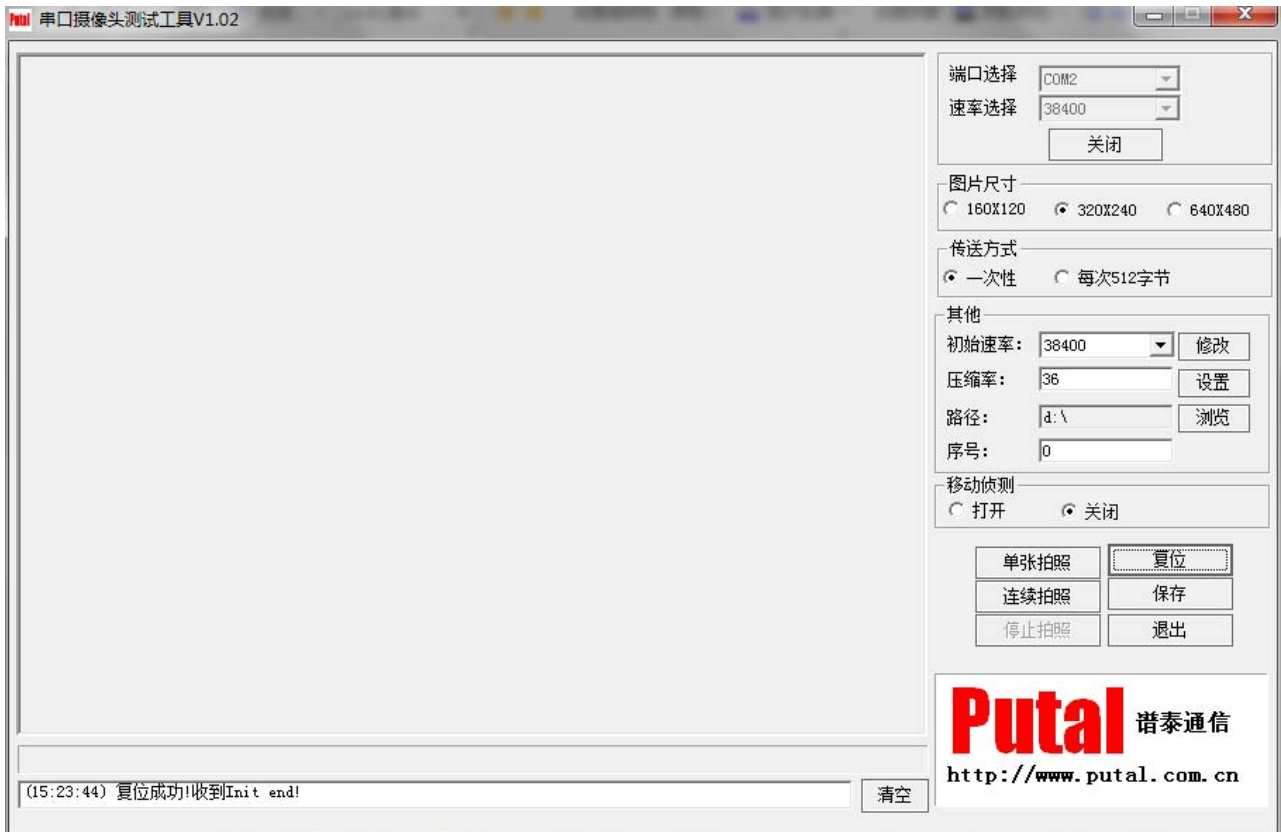 Putal 串口摄像头测试工具V1.02
端口选择 COM2
速率选择 38400
关闭
图片尺寸
160X120 320X240 640X480
传送方式
一次性 每次512字节
其他
初始速率: 38400 修改
压缩率: 36 设置
路径: d:\ 浏览
序号: 0
移动侦测
打开 关闭
单张拍照 复位
连续拍照 保存
停止拍照 退出
Putal 谱泰通信
http://www.putal.com.cn
(15:23:44) 复位成功!收到Init end!
清空